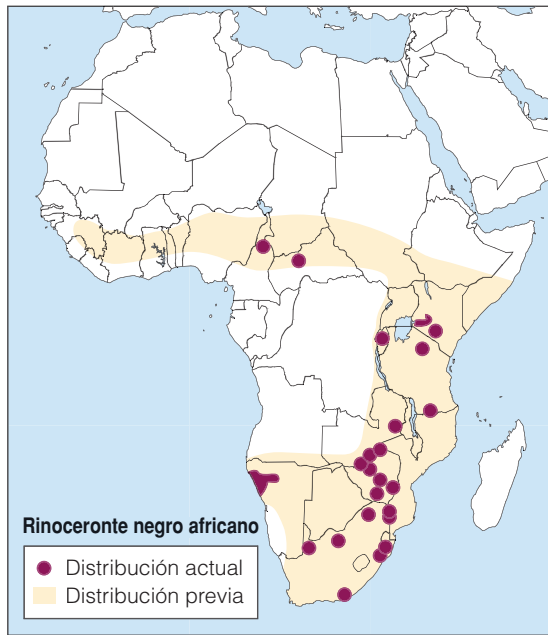 Rinoceronte negro africano
Distribución actual
Distribución previa